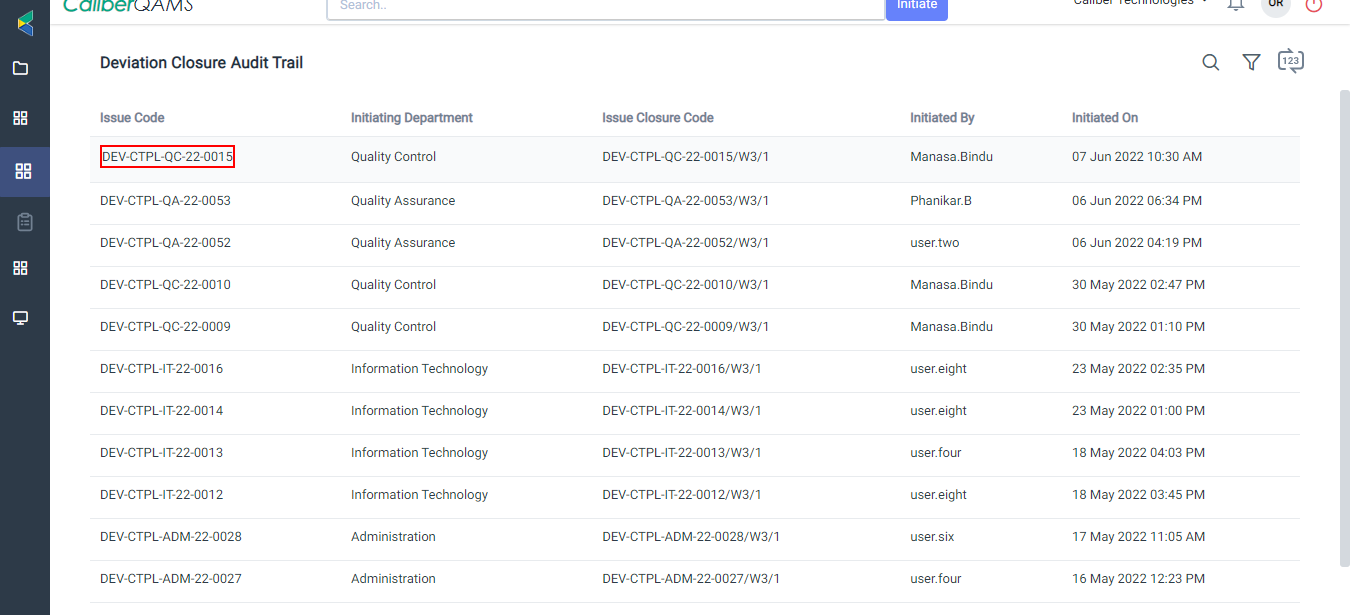 CaliberQAMS Search.. Initiate Caliber Technologies OR
Deviation Closure Audit Trail 123
Issue Code Initiating Department Issue Closure Code Initiated By Initiated On
DEV-CTPL-QC-22-0015 Quality Control DEV-CTPL-QC-22-0015/W3/1 Manasa.Bindu 07 Jun 2022 10:30 AM
DEV-CTPL-QA-22-0053 Quality Assurance DEV-CTPL-QA-22-0053/W3/1 Phanikar.B 06 Jun 2022 06:34 PM
DEV-CTPL-QA-22-0052 Quality Assurance DEV-CTPL-QA-22-0052/W3/1 user.two 06 Jun 2022 04:19 PM
DEV-CTPL-QC-22-0010 Quality Control DEV-CTPL-QC-22-0010/W3/1 Manasa.Bindu 30 May 2022 02:47 PM
DEV-CTPL-QC-22-0009 Quality Control DEV-CTPL-QC-22-0009/W3/1 Manasa.Bindu 30 May 2022 01:10 PM
DEV-CTPL-IT-22-0016 Information Technology DEV-CTPL-IT-22-0016/W3/1 user.eight 23 May 2022 02:35 PM
DEV-CTPL-IT-22-0014 Information Technology DEV-CTPL-IT-22-0014/W3/1 user.eight 23 May 2022 01:00 PM
DEV-CTPL-IT-22-0013 Information Technology DEV-CTPL-IT-22-0013/W3/1 user.four 18 May 2022 04:03 PM
DEV-CTPL-IT-22-0012 Information Technology DEV-CTPL-IT-22-0012/W3/1 user.eight 18 May 2022 03:45 PM
DEV-CTPL-ADM-22-0028 Administration DEV-CTPL-ADM-22-0028/W3/1 user.six 17 May 2022 11:05 AM
DEV-CTPL-ADM-22-0027 Administration DEV-CTPL-ADM-22-0027/W3/1 user.four 16 May 2022 12:23 PM